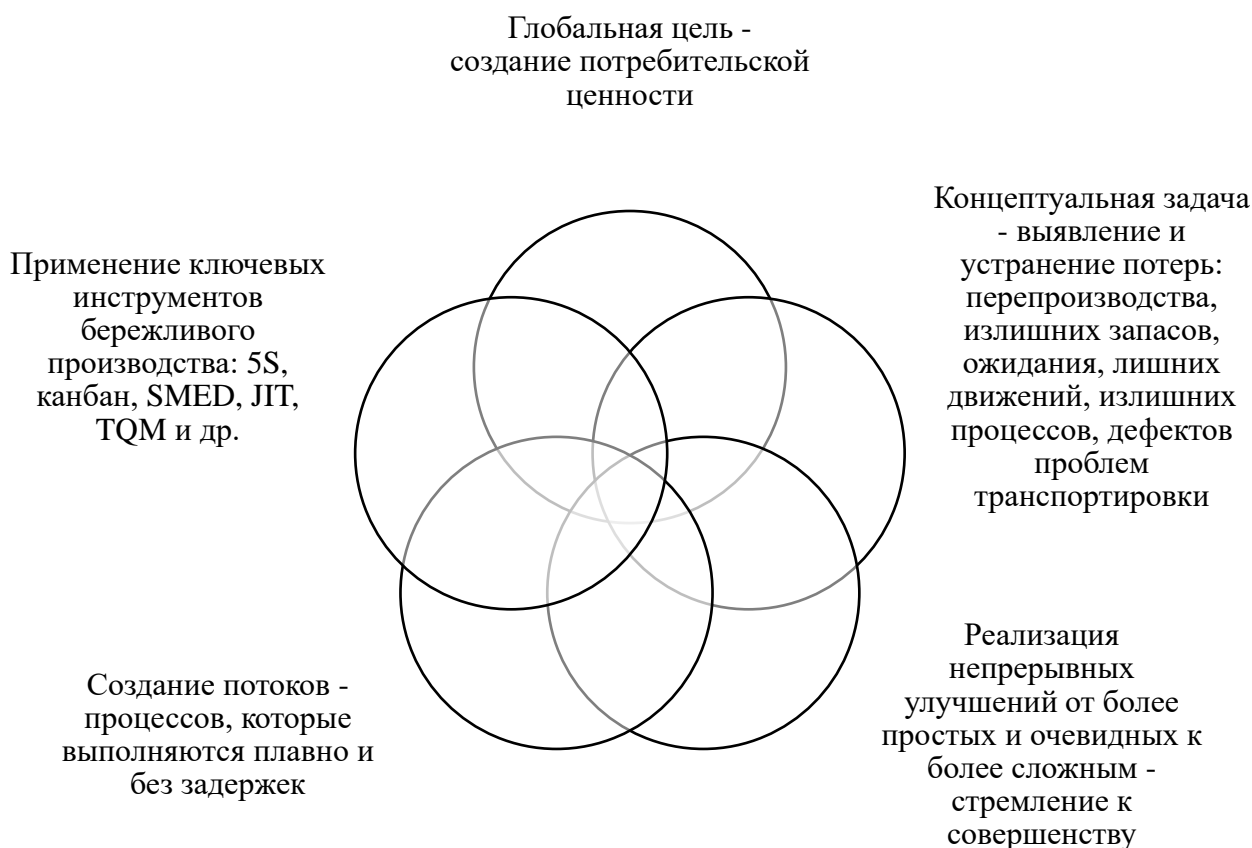 Глобальная цель -
создание потребительской
ценности
Концептуальная задача
- выявление и
устранение потерь:
перепроизводства,
излишних запасов,
ожидания, лишних
движений, излишних
процессов, дефектов
проблем
транспортировки
Реализация
непрерывных
улучшений от более
простых и очевидных к
более сложным -
стремление к
совершенству
Создание потоков -
процессов, которые
выполняются плавно и
без задержек
Применение ключевых
инструментов
бережливого
производства: 5S,
канбан, SMED, JIT,
TQM и др.